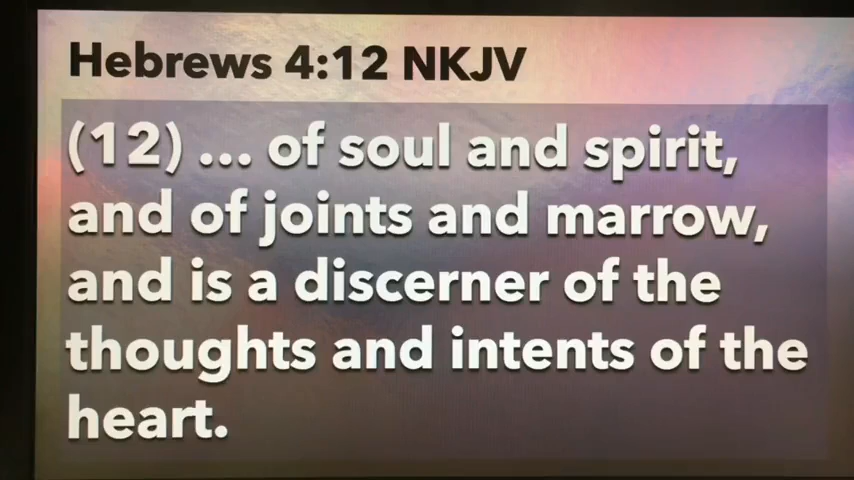 Hebrews 4:12 NKJV
(12) ... of soul and spirit,
and of joints and marrow,
and is a discerner of the
thoughts and intents of the
heart.